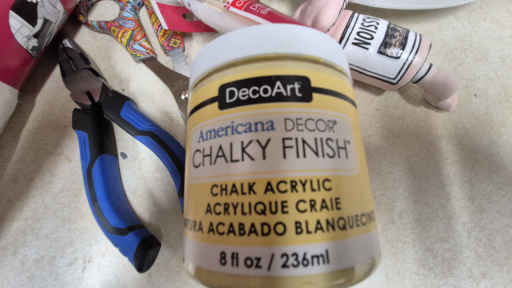 DecoArt
Americana DECOR
CHALKY FINISH
CHALK ACRYLIC
ACRYLIQUE CRAIE
ACABADO BLANQUECINO
8 fl oz / 236ml